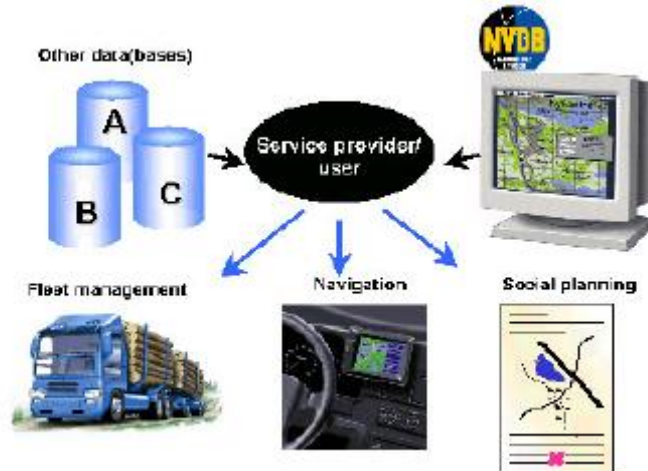 NVDB
Other data(bases)
A
B
C
Service provider/
user
Fleet management
Navigation
Social planning